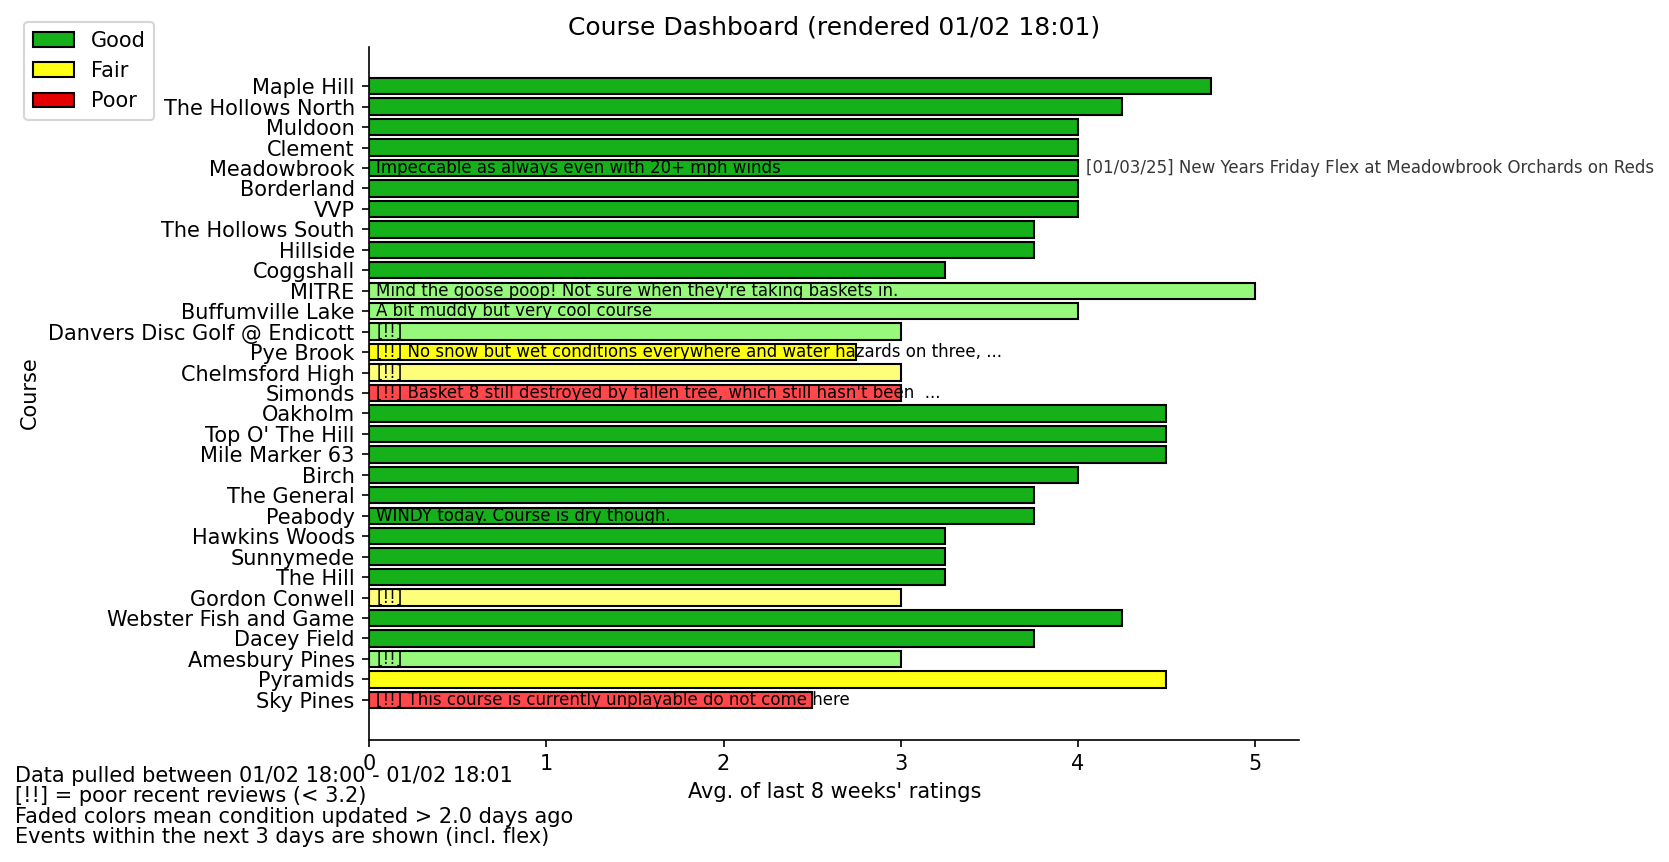 Course Dashboard (rendered 01/02 18:01)
Good
Fair
Poor
Maple Hill
The Hollows North
Muldoon
Clement
Meadowbrook Impeccable as always even with 20+ mph winds [01/03/25] New Years Friday Flex at Meadowbrook Orchards on Reds
Borderland
VVP
The Hollows South
Hillside
Coggshall
MITRE Mind the goose poop! Not sure when they're taking baskets in.
Buffumville Lake A bit muddy but very cool course
Danvers Disc Golf @ Endicott [!!]
Pye Brook [!!] No snow but wet conditions everywhere and water hazards on three, ...
Chelmsford High [!!]
Simonds [!!] Basket 8 still destroyed by fallen tree, which still hasn't been ...
Oakholm
Top O' The Hill
Mile Marker 63
Birch
The General
Peabody WINDY today. Course is dry though.
Hawkins Woods
Sunnymede
The Hill
Gordon Conwell [!!]
Webster Fish and Game
Dacey Field
Amesbury Pines [!!]
Pyramids
Sky Pines [!!] This course is currently unplayable do not come here
Course
0 1 2 3 4 5
Avg. of last 8 weeks' ratings
Data pulled between 01/02 18:00 - 01/02 18:01
[!!] = poor recent reviews (< 3.2)
Faded colors mean condition updated > 2.0 days ago
Events within the next 3 days are shown (incl. flex)